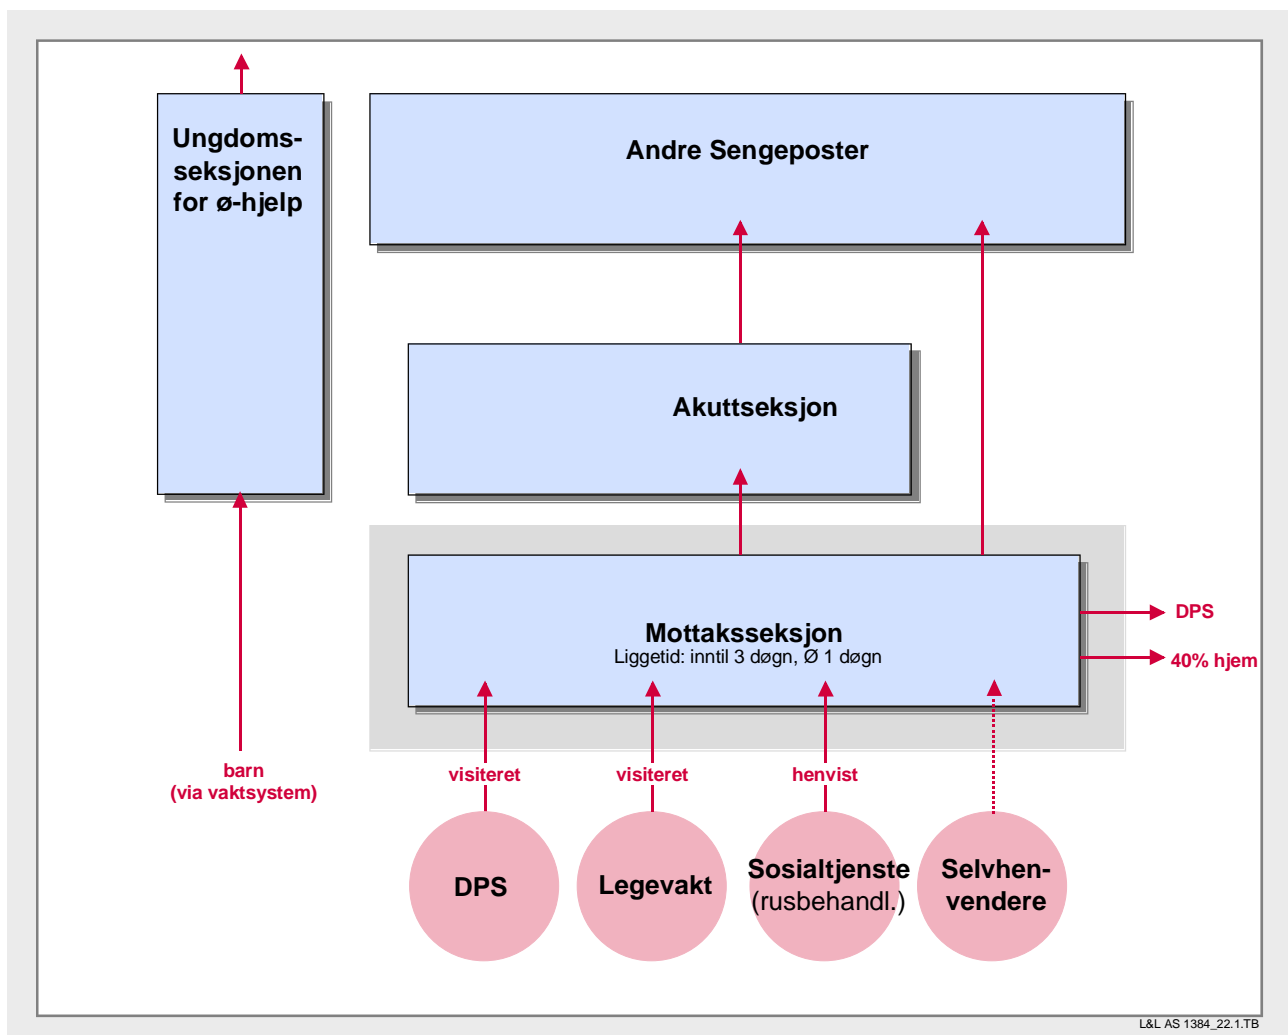 Ungdoms-
seksjonen
for ø-hjelp
Andre Sengeposter
Akuttseksjon
Mottaksseksjon
Liggetid: inntil 3 døgn, Ø 1 døgn
DPS
40% hjem
barn
(via vaktsystem)
visiteret
visiteret
henvist
DPS
Legevakt
Sosialtjenste
(rusbehandl.)
Selvhen-
vendere
L&L AS 1384_22.1.TB